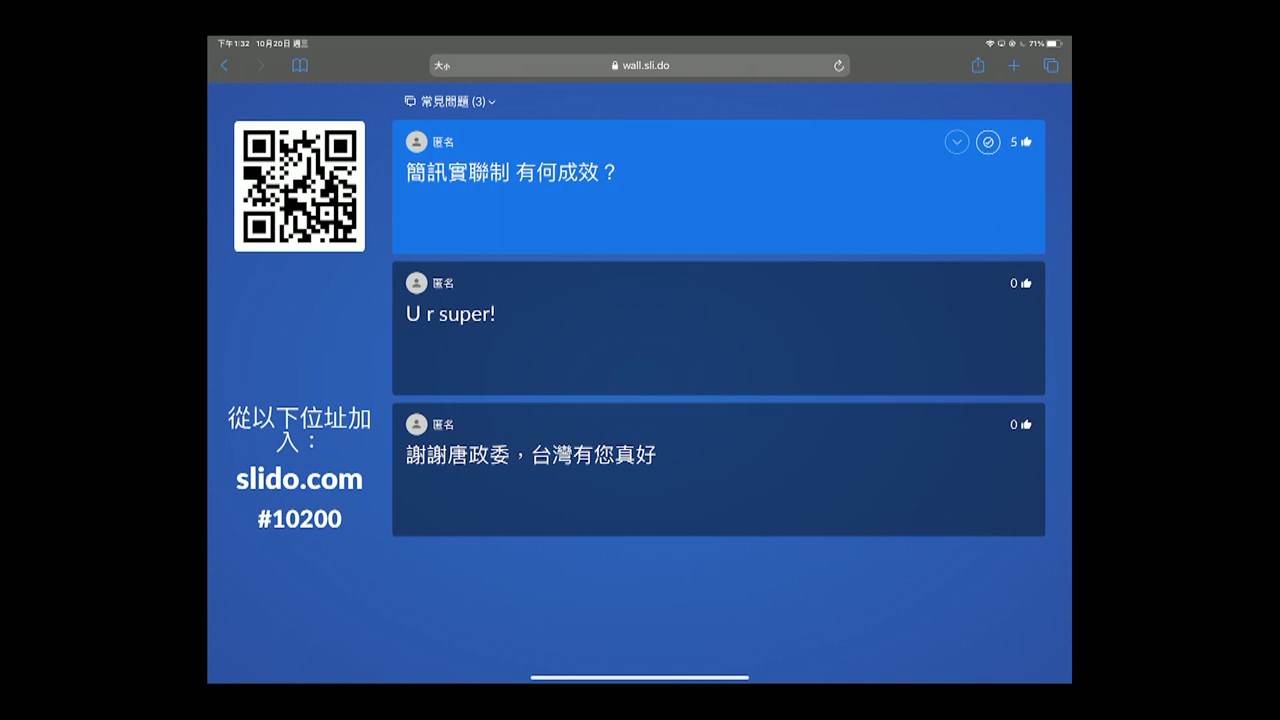 下午1:32 10月20日 週三
71%
大小
wall.sli.do
常見問題 (3)
匿名
5
簡訊實聯制 有何成效？
匿名
0
U r super!
匿名
0
謝謝唐政委，台灣有您真好
從以下位址加
入：
slido.com
#10200